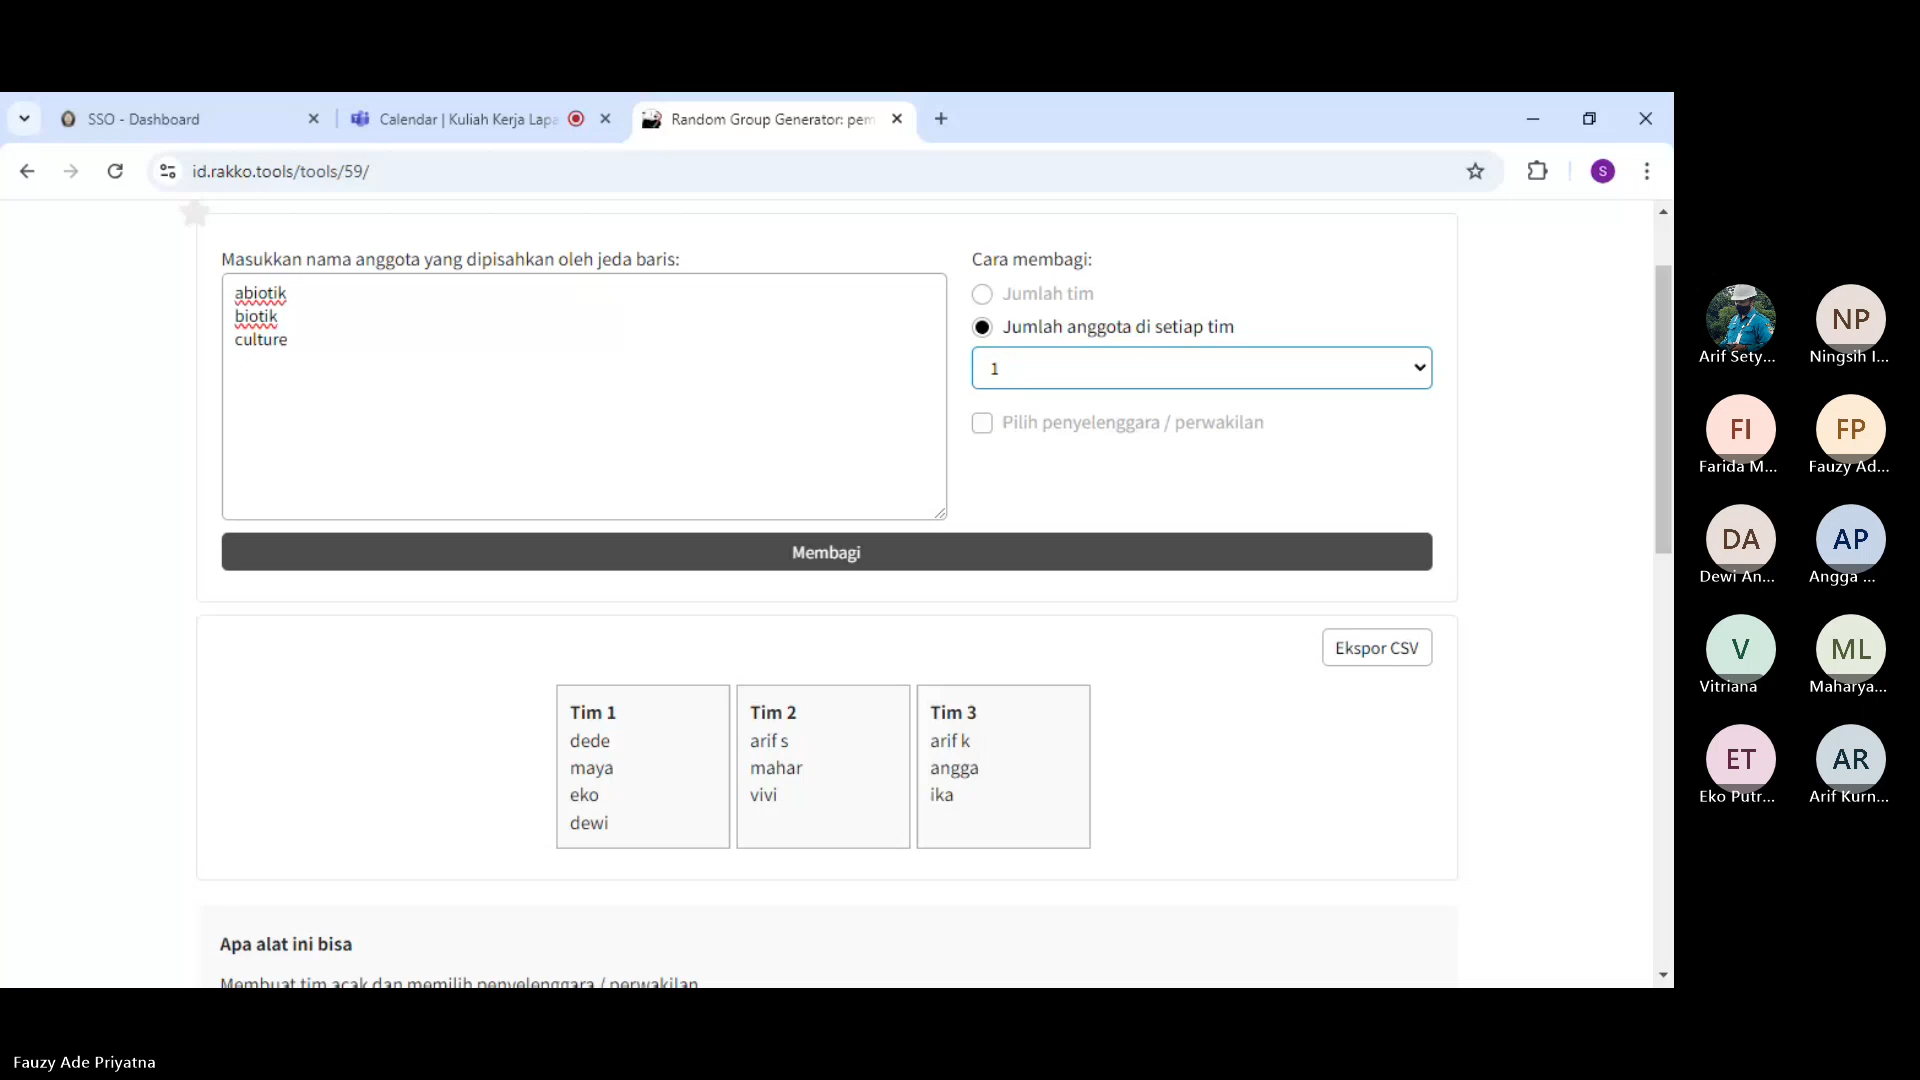 SSO - Dashboard
Calendar | Kuliah Kerja Lapa
Random Group Generator: pem
id.rakko.tools/tools/59/
S
Masukkan nama anggota yang dipisahkan oleh jeda baris:
abiotik
biotik
culture
Cara membagi:
Jumlah tim
Jumlah anggota di setiap tim
1
Pilih penyelenggara / perwakilan
Membagi
Ekspor CSV
Tim 1
dede
maya
eko
dewi
Tim 2
arif s
mahar
vivi
Tim 3
arif k
angga
ika
Apa alat ini bisa
Membuat tim acak dan memilih penyelenggara / perwakilan
Arif Sety...
NP
Ningsih I...
FI
Farida M...
FP
Fauzy Ad...
DA
Dewi An...
AP
Angga ...
V
Vitriana
ML
Maharya...
ET
Eko Putr...
AR
Arif Kurn...
Fauzy Ade Priyatna